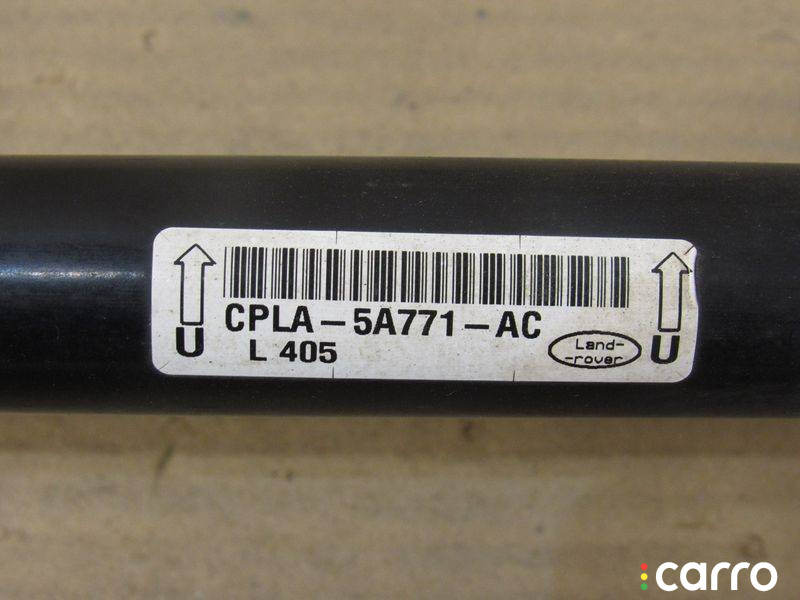 CPLA-5A771-AC
L 405
Land-
-rover
U
U
carro